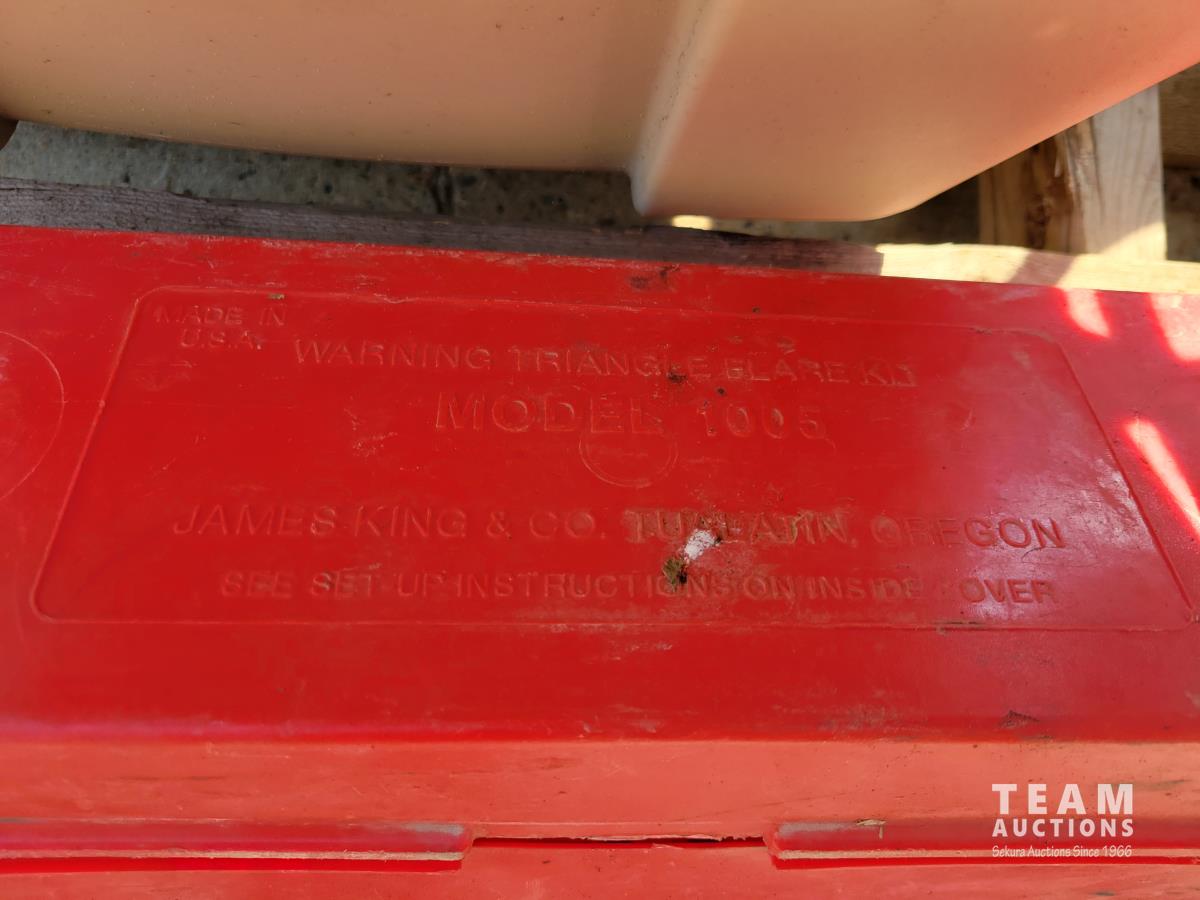 MADE IN
U.S.A.
WARNING TRIANGLE FLARE KIT
MODEL 1005
JAMES KING & CO. TUALATIN, OREGON
SEE SET-UP INSTRUCTIONS ON INSIDE COVER
TEAM
AUCTIONS
Sekura Auctions Since 1966